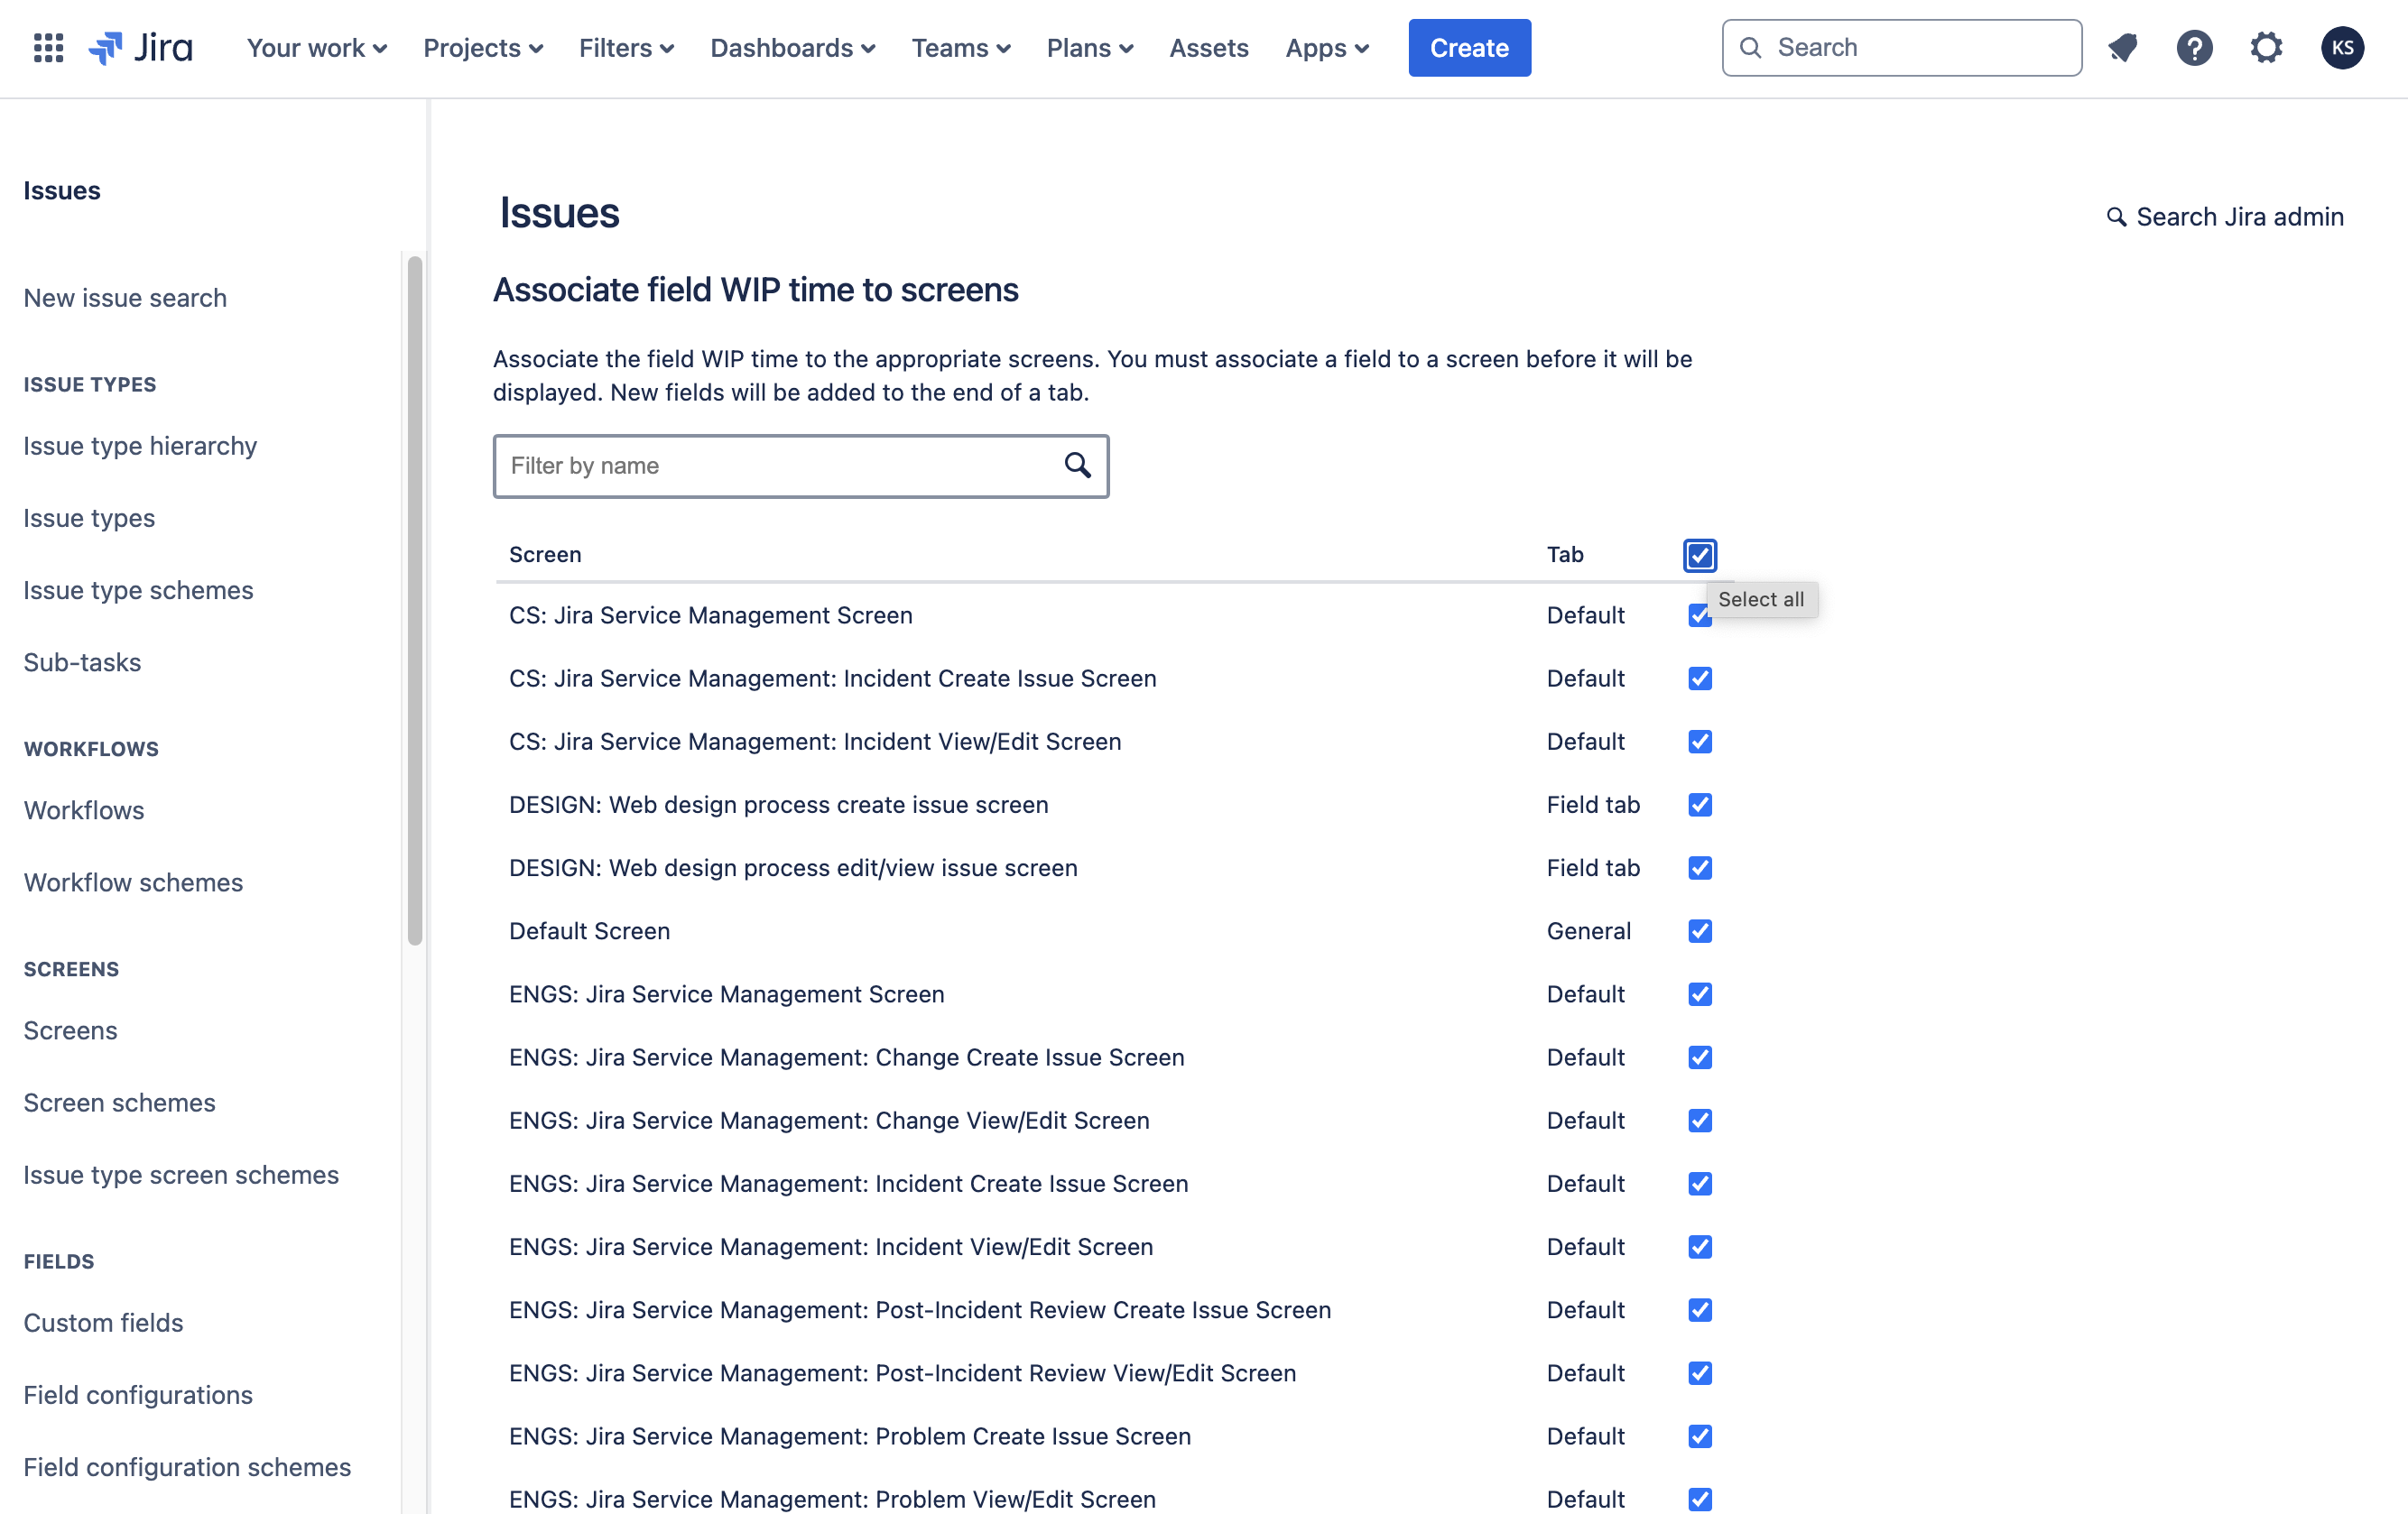 Jira
Your work
Projects
Filters
Dashboards
Teams
Plans
Assets
Apps
Create
Search
KS
Issues
New issue search
ISSUE TYPES
Issue type hierarchy
Issue types
Issue type schemes
Sub-tasks
WORKFLOWS
Workflows
Workflow schemes
SCREENS
Screens
Screen schemes
Issue type screen schemes
FIELDS
Custom fields
Field configurations
Field configuration schemes
Issues
Search Jira admin
Associate field WIP time to screens
Associate the field WIP time to the appropriate screens. You must associate a field to a screen before it will be
displayed. New fields will be added to the end of a tab.
Filter by name
Screen Tab
Select all
CS: Jira Service Management Screen Default
CS: Jira Service Management: Incident Create Issue Screen Default
CS: Jira Service Management: Incident View/Edit Screen Default
DESIGN: Web design process create issue screen Field tab
DESIGN: Web design process edit/view issue screen Field tab
Default Screen General
ENGS: Jira Service Management Screen Default
ENGS: Jira Service Management: Change Create Issue Screen Default
ENGS: Jira Service Management: Change View/Edit Screen Default
ENGS: Jira Service Management: Incident Create Issue Screen Default
ENGS: Jira Service Management: Incident View/Edit Screen Default
ENGS: Jira Service Management: Post-Incident Review Create Issue Screen Default
ENGS: Jira Service Management: Post-Incident Review View/Edit Screen Default
ENGS: Jira Service Management: Problem Create Issue Screen Default
ENGS: Jira Service Management: Problem View/Edit Screen Default